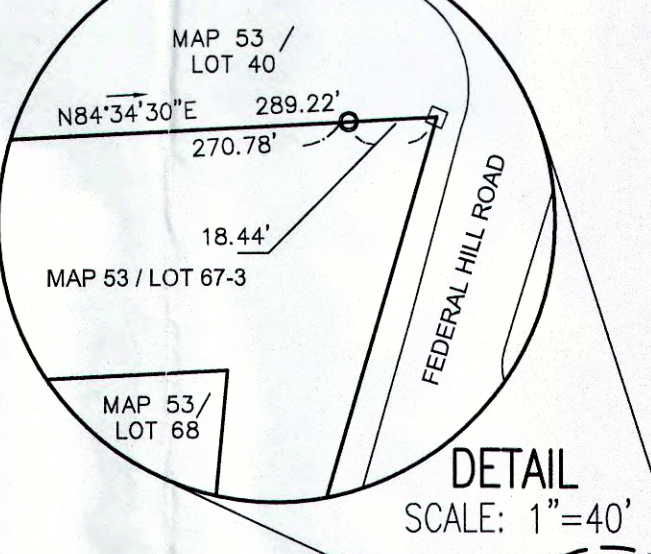 MAP 53 /
LOT 40
N84°34'30"E
289.22'
270.78'
18.44'
MAP 53 / LOT 67-3
FEDERAL HILL ROAD
MAP 53/
LOT 68
DETAIL
SCALE: 1"=40'